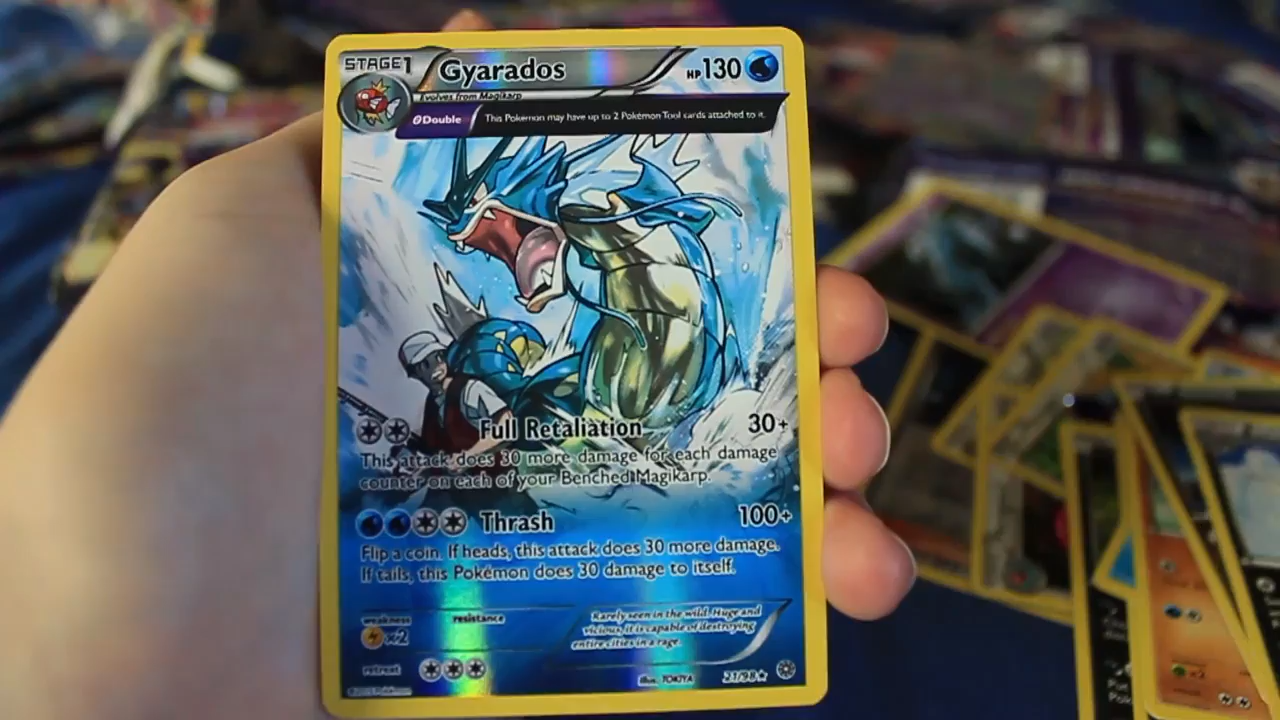 STAGE1
Gyarados
HP130
Evolves from Magikarp
Double
This Pokémon may have up to 2 Pokémon Tool cards attached to it.
Full Retaliation 30+
This attack does 30 more damage for each damage
counter on each of your Benched Magikarp.
Thrash 100+
Flip a coin. If heads, this attack does 30 more damage.
If tails, this Pokémon does 30 damage to itself.
weakness
resistance
×2
Rarely seen in the wild. Huge and
vicious, it is capable of destroying
entire cities in a rage.
retreat
©2015 Pokémon
Illus. TOKIYA
21/98